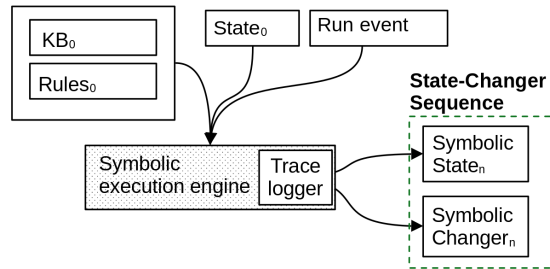 KB₀
Rules₀
State₀
Run event
State-Changer
Sequence
Symbolic
execution engine
Trace
logger
Symbolic
Stateₙ
Symbolic
Changerₙ